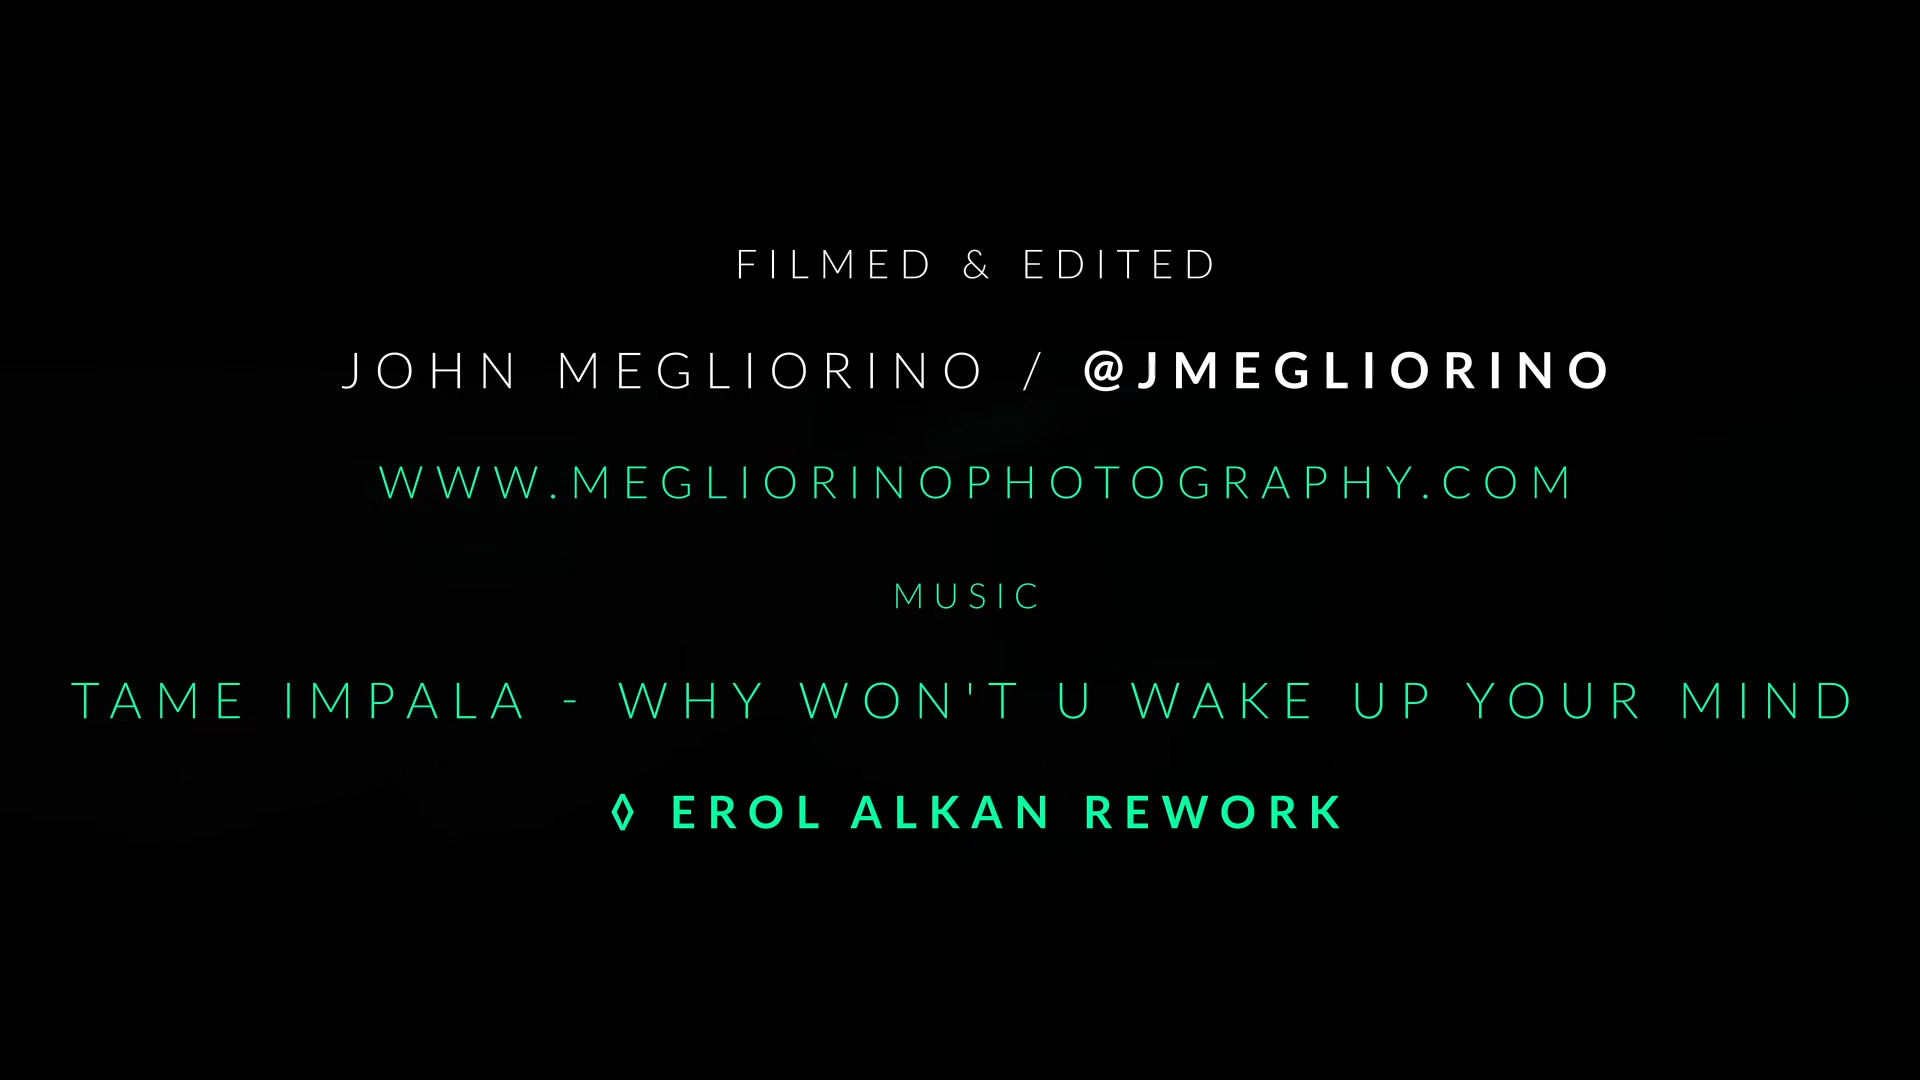 FILMED & EDITED
JOHN MEGLIORINO / @JMEGLIORINO
WWW.MEGLIORINOPHOTOGRAPHY.COM
MUSIC
TAME IMPALA - WHY WON'T U WAKE UP YOUR MIND
◊ EROL ALKAN REWORK